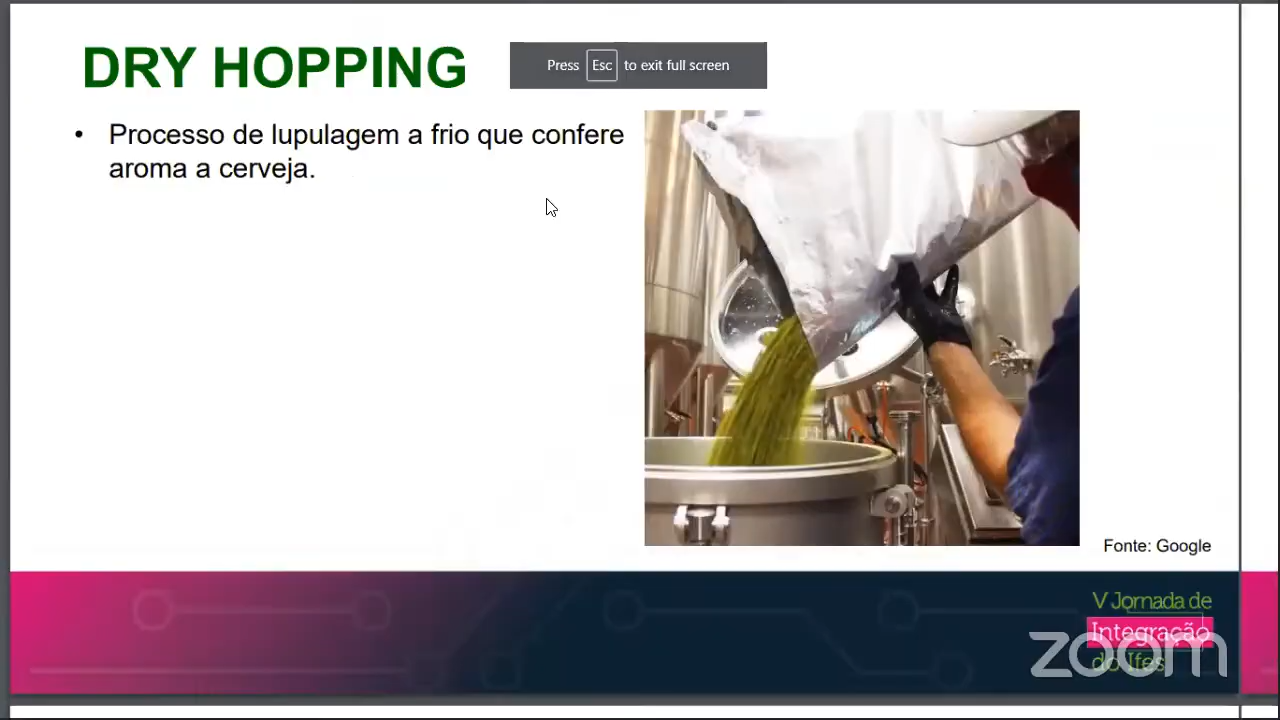 DRY HOPPING
Press Esc to exit full screen
• Processo de lupulagem a frio que confere
aroma a cerveja.
Fonte: Google
V Jornada de
Integração
do Ifes
zoom